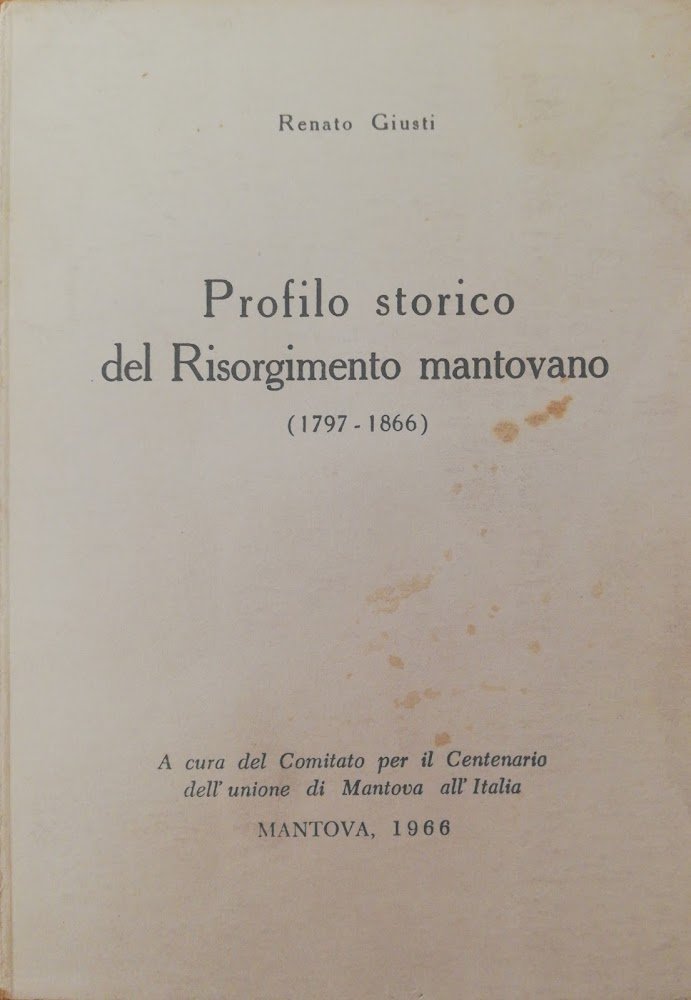 Renato Giusti
Profilo storico
del Risorgimento mantovano
(1797 - 1866)
A cura del Comitato per il Centenario
dell' unione di Mantova all' Italia
MANTOVA, 1966